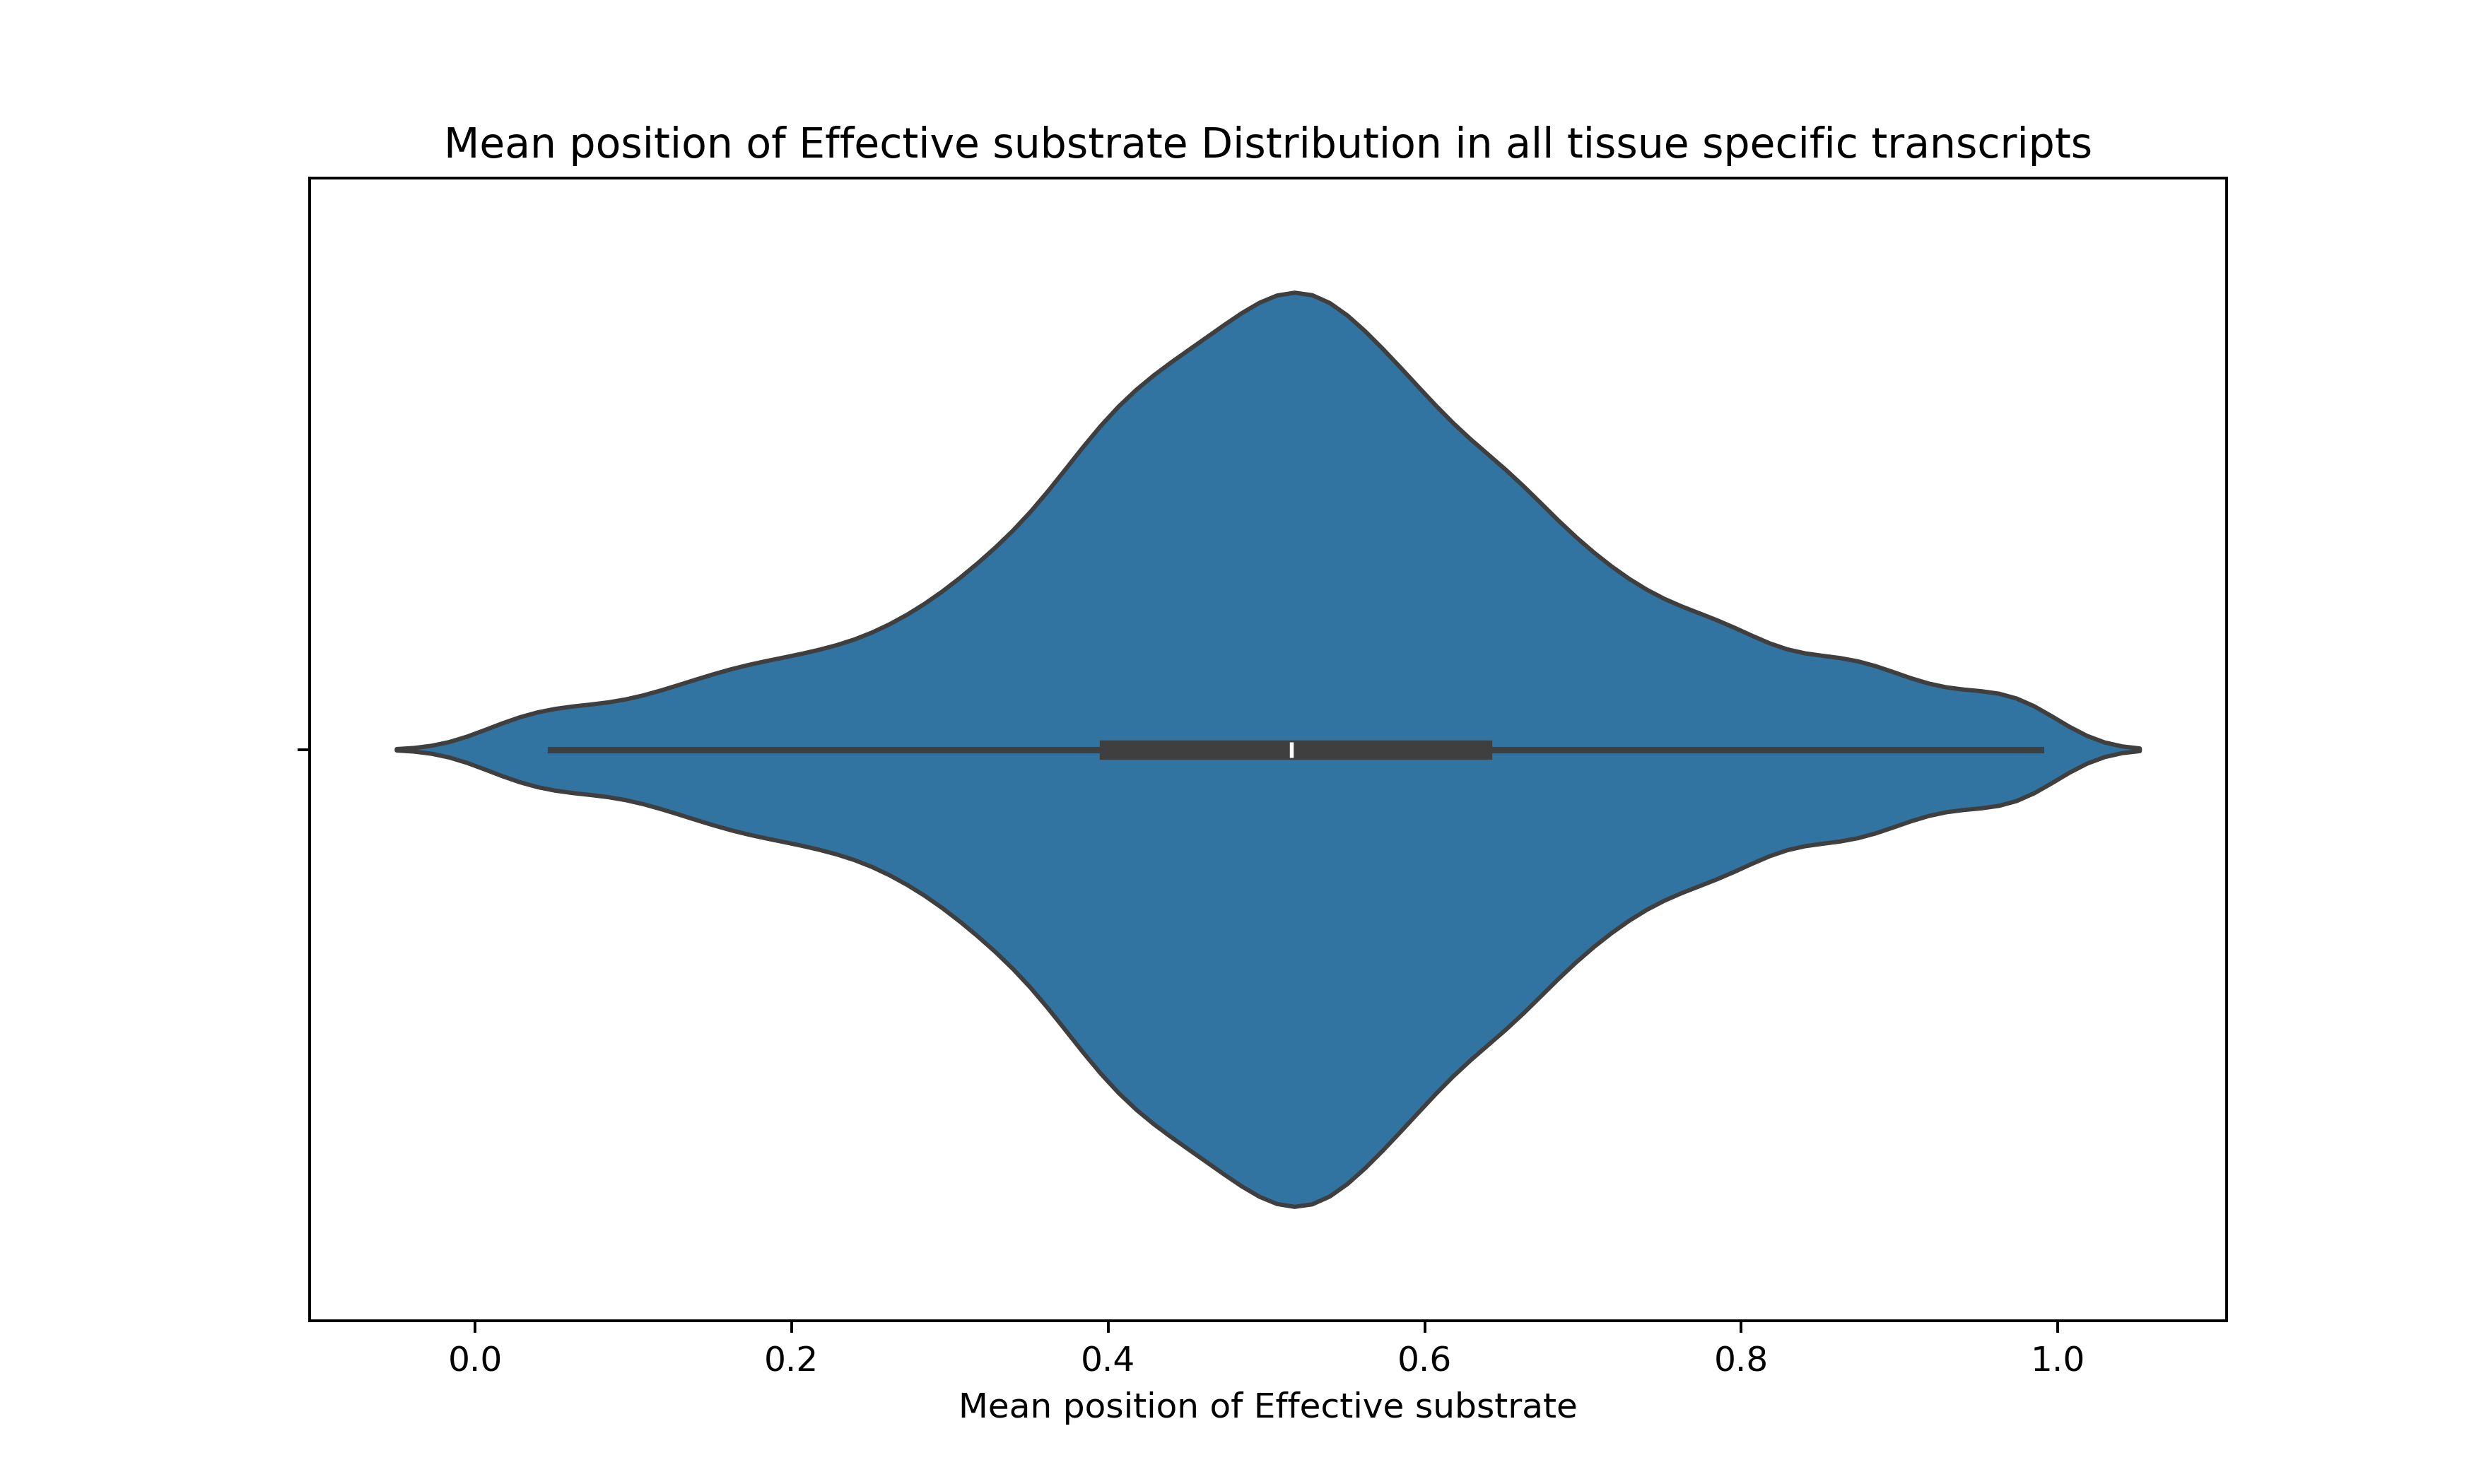 Mean position of Effective substrate Distribution in all tissue specific transcripts
0.0 0.2 0.4 0.6 0.8 1.0
Mean position of Effective substrate